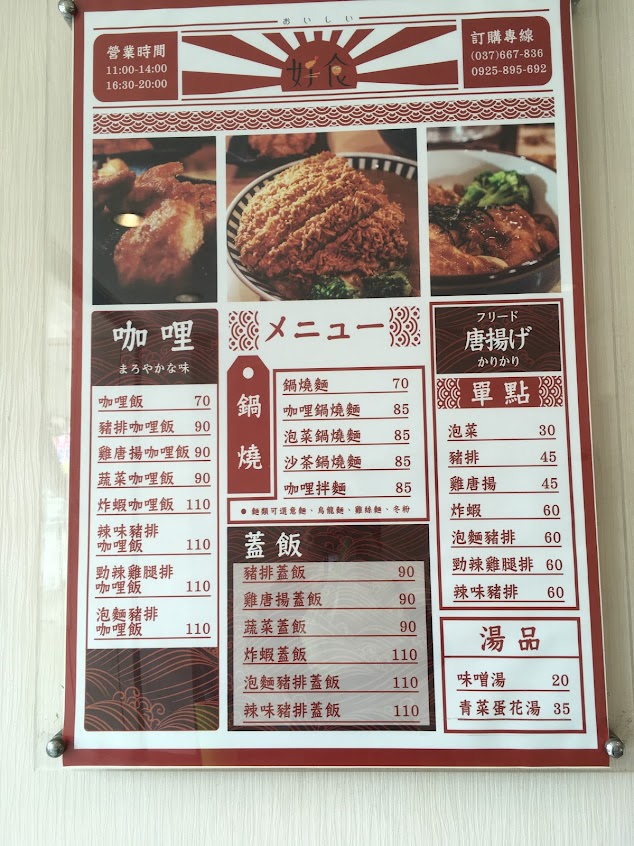 おいしい
好食
營業時間
11:00-14:00
16:30-20:00
訂購專線
(037)667-836
0925-895-692
咖哩
まろやかな味
咖哩飯 70
豬排咖哩飯 90
雞唐揚咖哩飯 90
蔬菜咖哩飯 90
炸蝦咖哩飯 110
辣味豬排
咖哩飯 110
勁辣雞腿排
咖哩飯 110
泡麵豬排
咖哩飯 110
メニュー
鍋燒
鍋燒麵 70
咖哩鍋燒麵 85
泡菜鍋燒麵 85
沙茶鍋燒麵 85
咖哩拌麵 85
● 麵類可選意麵、烏龍麵、雞絲麵、冬粉
蓋飯
豬排蓋飯 90
雞唐揚蓋飯 90
蔬菜蓋飯 90
炸蝦蓋飯 110
泡麵豬排蓋飯 110
辣味豬排蓋飯 110
フリード
唐揚げ
かりかり
單點
泡菜 30
豬排 45
雞唐揚 45
炸蝦 60
泡麵豬排 60
勁辣雞腿排 60
辣味豬排 60
湯品
味噌湯 20
青菜蛋花湯 35